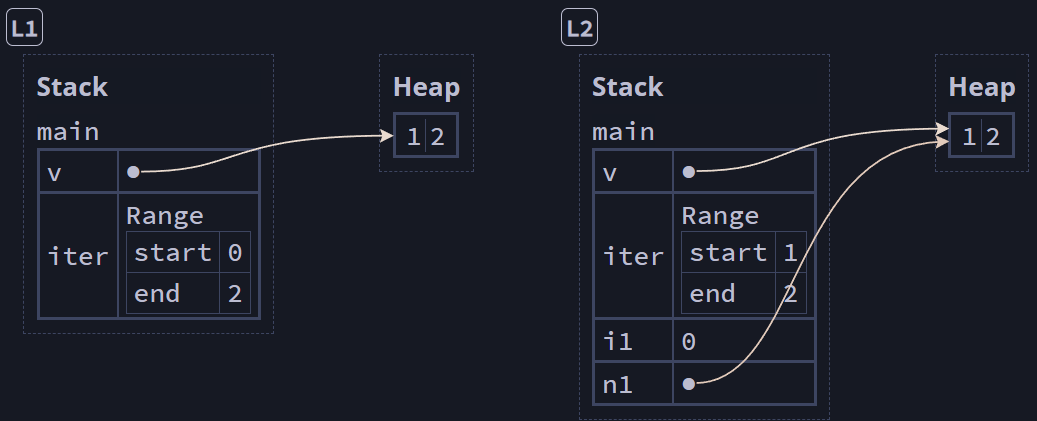 L1
Stack
Heap
main
1 2
v
iter
Range
start 0
end 2
L2
Stack
Heap
main
1 2
v
iter
Range
start 1
end 2
i1 0
n1